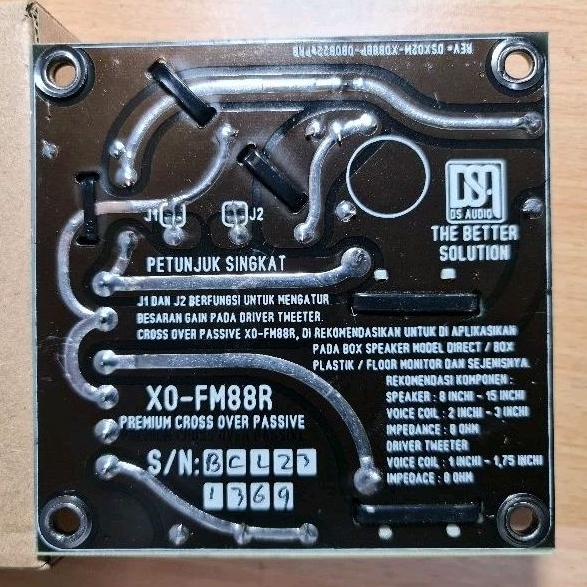 J1
J2
DS AUDIO
THE BETTER
SOLUTION
PETUNJUK SINGKAT
J1 DAN J2 BERFUNGSI UNTUK MENGATUR
BESARAN GAIN PADA DRIVER TWEETER.
CROSS OVER PASSIVE XO-FM88R, DI REKOMENDASIKAN UNTUK DI APLIKASIKAN
PADA BOX SPEAKER MODEL DIRECT / BOX
PLASTIK / FLOOR MONITOR DAN SEJENISNYA.
REKOMENDASI KOMPONEN :
SPEAKER : 8 INCHI - 15 INCHI
VOICE COIL : 2 INCHI - 3 INCHI
IMPEDANCE : 8 OHM
DRIVER TWEETER
VOICE COIL : 1 INCHI - 1,75 INCHI
IMPEDACE : 8 OHM
XO-FM88R
PREMIUM CROSS OVER PASSIVE
S/N: BCL23
1369